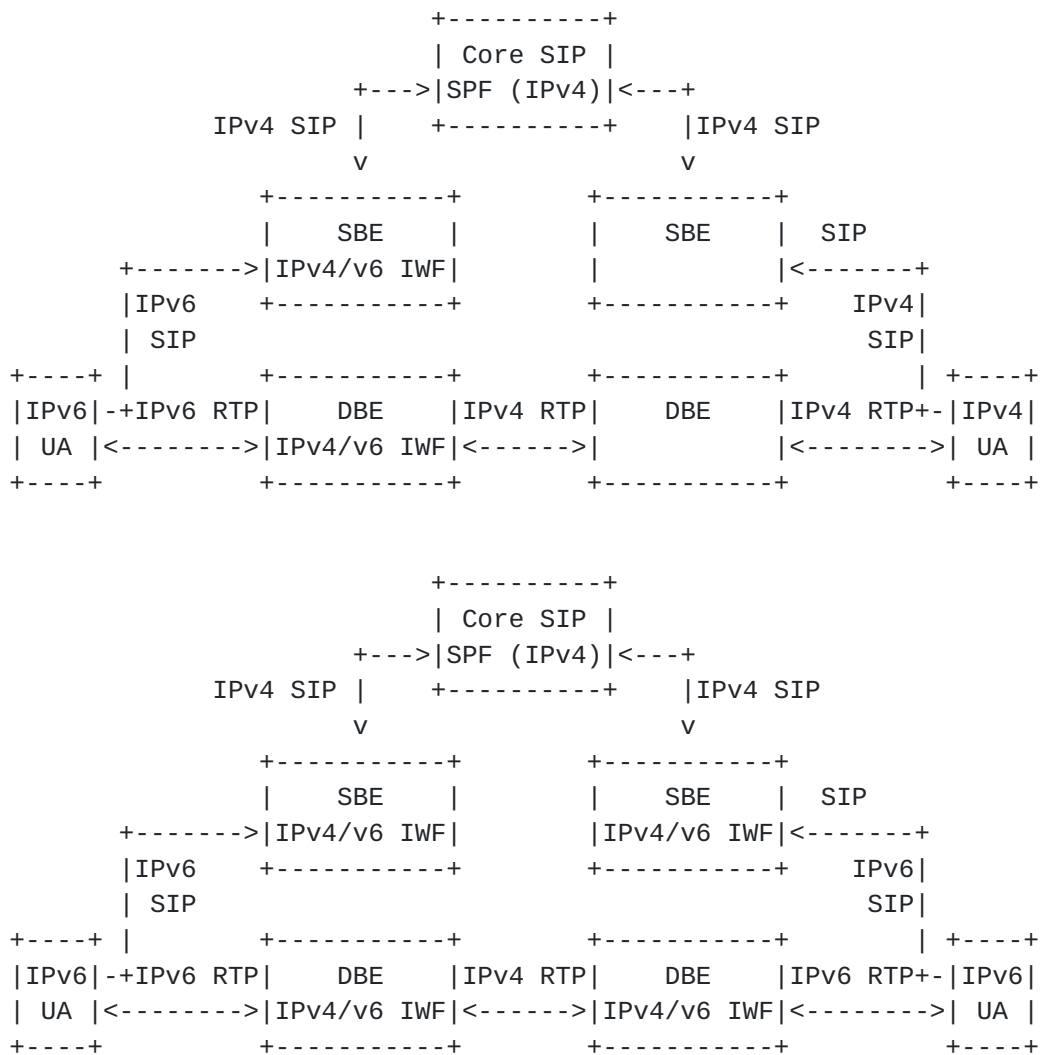 +----------+
                         | Core SIP |
                    +--->|SPF (IPv4)|<---+
            IPv4 SIP |   +----------+    |IPv4 SIP
                    v                    v
               +-----------+        +-----------+
               |    SBE    |        |    SBE    |  SIP
      +------->|IPv4/v6 IWF|        |           |<-------+
      |IPv6    +-----------+        +-----------+    IPv4|
      | SIP                                           SIP|
+----+ |       +-----------+        +-----------+        | +----+
|IPv6|-+IPv6 RTP|    DBE    |IPv4 RTP|    DBE    |IPv4 RTP+-|IPv4|
| UA |<-------->|IPv4/v6 IWF|<------>|           |<-------->| UA |
+----+         +-----------+        +-----------+          +----+
                         +----------+
                         | Core SIP |
                    +--->|SPF (IPv4)|<---+
            IPv4 SIP |   +----------+    |IPv4 SIP
                    v                    v
               +-----------+        +-----------+
               |    SBE    |        |    SBE    |  SIP
      +------->|IPv4/v6 IWF|        |IPv4/v6 IWF|<-------+
      |IPv6    +-----------+        +-----------+    IPv6|
      | SIP                                           SIP|
+----+ |       +-----------+        +-----------+        | +----+
|IPv6|-+IPv6 RTP|    DBE    |IPv4 RTP|    DBE    |IPv6 RTP+-|IPv6|
| UA |<-------->|IPv4/v6 IWF|<------>|IPv4/v6 IWF|<-------->| UA |
+----+         +-----------+        +-----------+          +----+